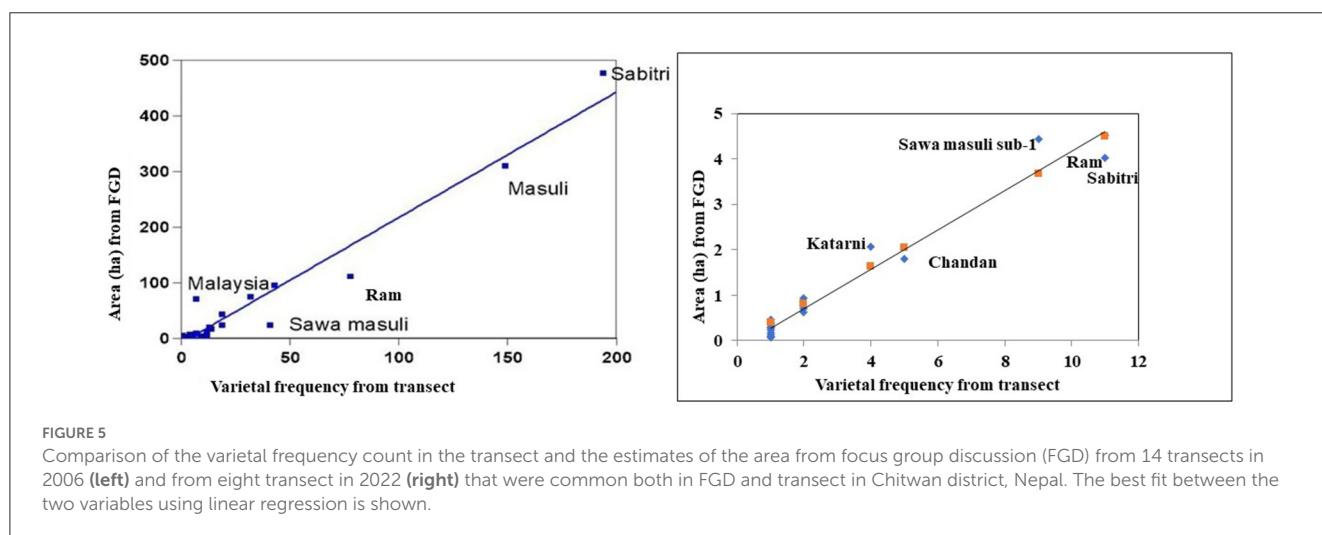 500
400
300
200
100
0
Area (ha) from FGD
Sabitri
Masuli
Malaysia
Ram
Sawa masuli
0 50 100 150 200
Varietal frequency from transect
5
4
3
2
1
0
Area (ha) from FGD
Sawa masuli sub-1
Ram
Sabitri
Katarni
Chandan
0 2 4 6 8 10 12
Varietal frequency from transect
FIGURE 5
Comparison of the varietal frequency count in the transect and the estimates of the area from focus group discussion (FGD) from 14 transects in
2006 (left) and from eight transect in 2022 (right) that were common both in FGD and transect in Chitwan district, Nepal. The best fit between the
two variables using linear regression is shown.